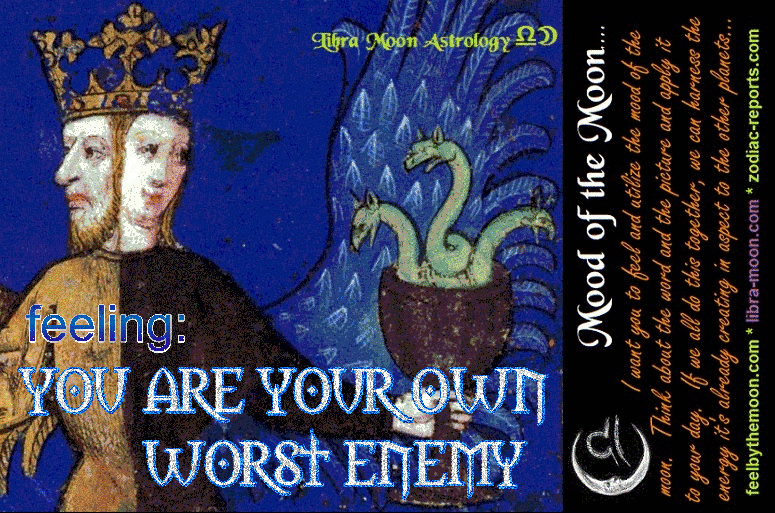 Libra Moon Astrology ♎☽
feeling:
YOU ARE YOUR OWN
WORST ENEMY
Mood of the Moon....
I want you to feel and utilize the mood of the
moon. Think about the word and the picture and apply it
to your day. If we all do this together, we can harness the
energy it's already creating in aspect to the other planets...
feelbythemoon.com * libra-moon.com * zodiac-reports.com